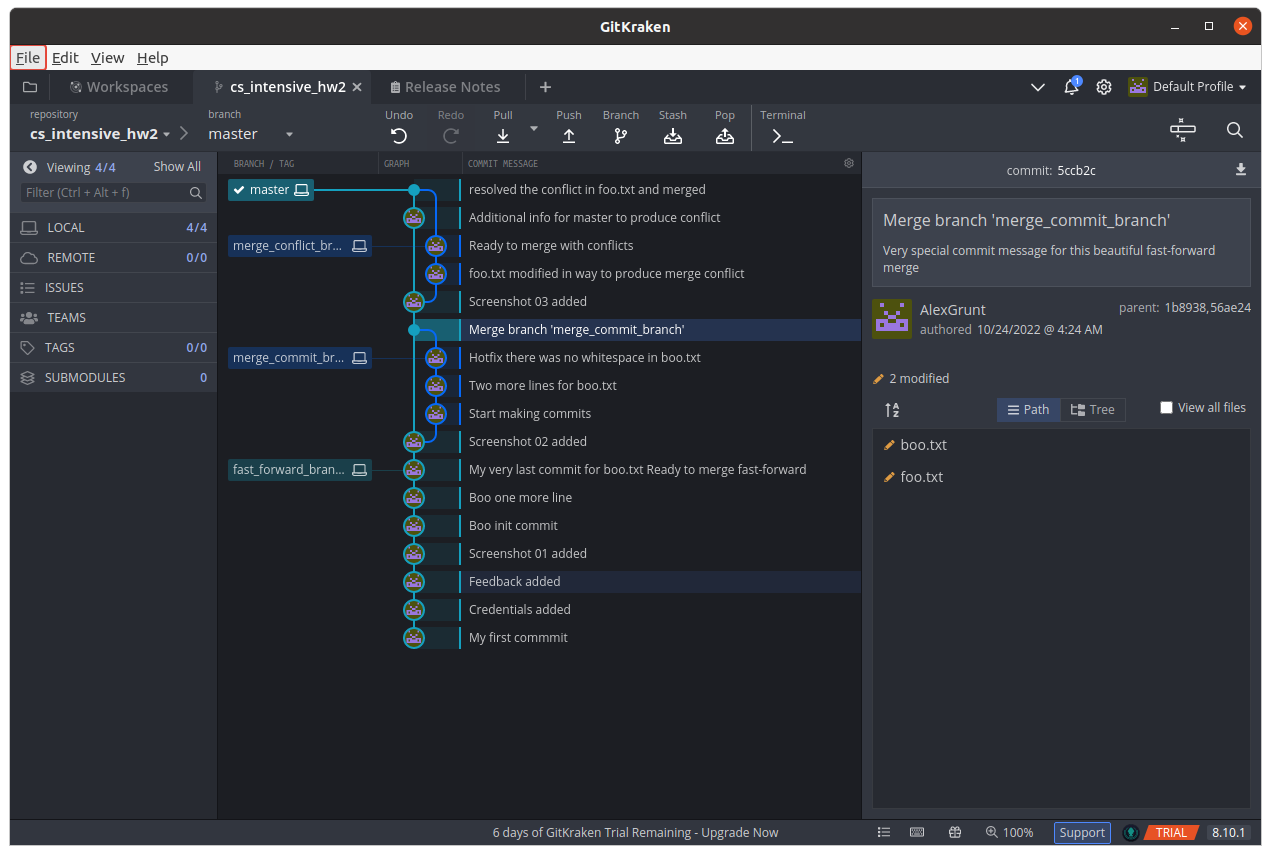 GitKraken
File Edit View Help
Workspaces cs_intensive_hw2 Release Notes 1 Default Profile
repository branch Undo Redo Pull Push Branch Stash Pop Terminal
cs_intensive_hw2 master
Viewing 4/4 Show All
Filter (Ctrl + Alt + f)
LOCAL 4/4
REMOTE 0/0
ISSUES
TEAMS
TAGS 0/0
SUBMODULES 0
BRANCH / TAG GRAPH COMMIT MESSAGE
master resolved the conflict in foo.txt and merged
Additional info for master to produce conflict
merge_conflict_br... Ready to merge with conflicts
foo.txt modified in way to produce merge conflict
Screenshot 03 added
Merge branch 'merge_commit_branch'
merge_commit_br... Hotfix there was no whitespace in boo.txt
Two more lines for boo.txt
Start making commits
Screenshot 02 added
fast_forward_bran... My very last commit for boo.txt Ready to merge fast-forward
Boo one more line
Boo init commit
Screenshot 01 added
Feedback added
Credentials added
My first commmit
commit: 5ccb2c
Merge branch 'merge_commit_branch'
Very special commit message for this beautiful fast-forward
merge
AlexGrunt parent: 1b8938,56ae24
authored 10/24/2022 @ 4:24 AM
2 modified
A Z Path Tree View all files
boo.txt
foo.txt
6 days of GitKraken Trial Remaining - Upgrade Now 100% Support TRIAL 8.10.1